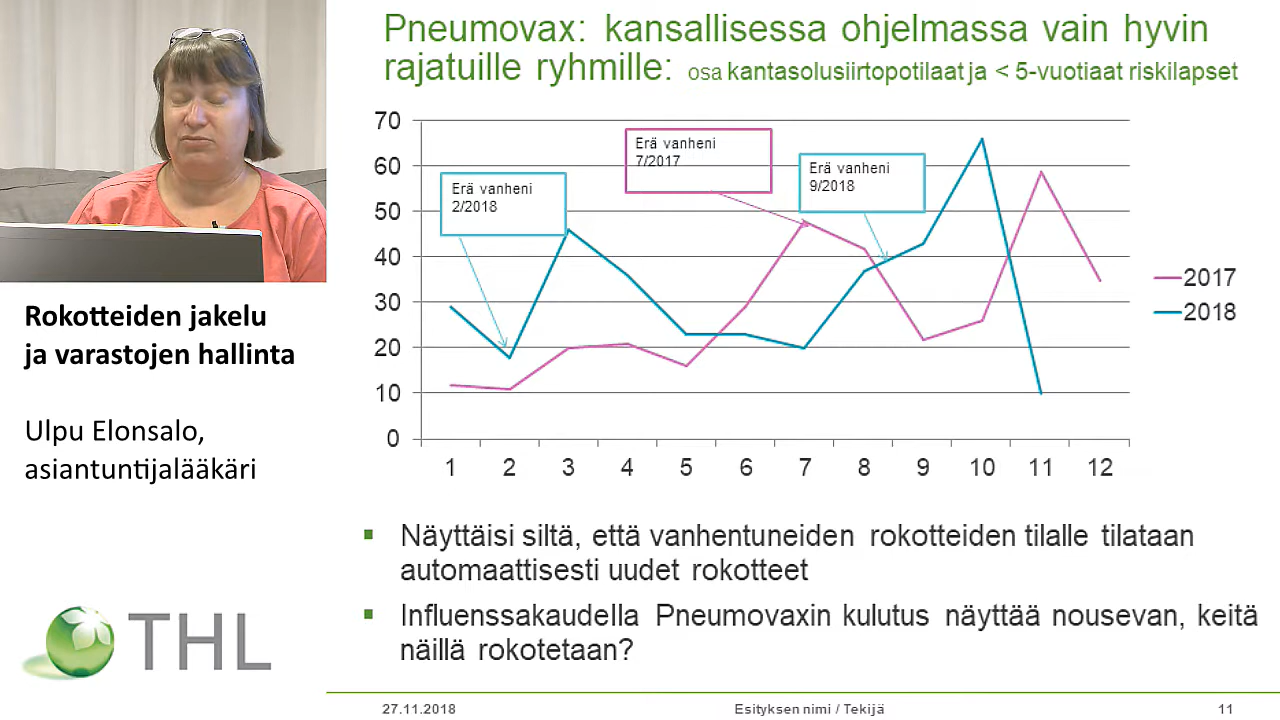 Pneumovax: kansallisessa ohjelmassa vain hyvin
rajatuille ryhmille: osa kantasolusiirtopotilaat ja < 5-vuotiaat riskilapset
70
60
50
40
30
20
10
0
Erä vanheni
2/2018
Erä vanheni
7/2017
Erä vanheni
9/2018
2017
2018
1 2 3 4 5 6 7 8 9 10 11 12
Rokotteiden jakelu
ja varastojen hallinta
Ulpu Elonsalo,
asiantuntijalääkäri
THL
▪ Näyttäisi siltä, että vanhentuneiden rokotteiden tilalle tilataan
automaattisesti uudet rokotteet
▪ Influenssakaudella Pneumovaxin kulutus näyttää nousevan, keitä
näillä rokotetaan?
27.11.2018 Esityksen nimi / Tekijä 11